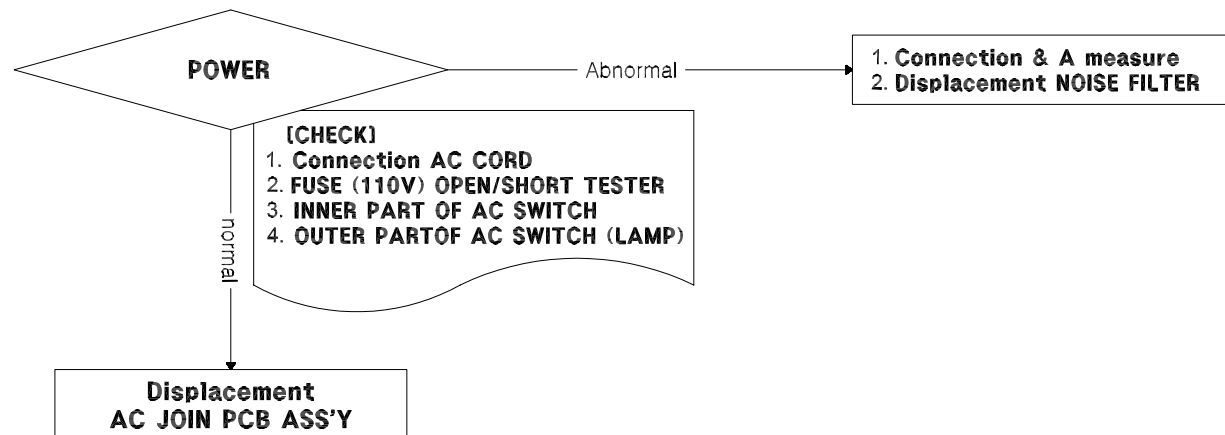 POWER
Abnormal
1. Connection & A measure
2. Displacement NOISE FILTER
[CHECK]
1. Connection AC CORD
2. FUSE (110V) OPEN/SHORT TESTER
3. INNER PART OF AC SWITCH
4. OUTER PARTOF AC SWITCH (LAMP)
normal
Displacement
AC JOIN PCB ASS'Y